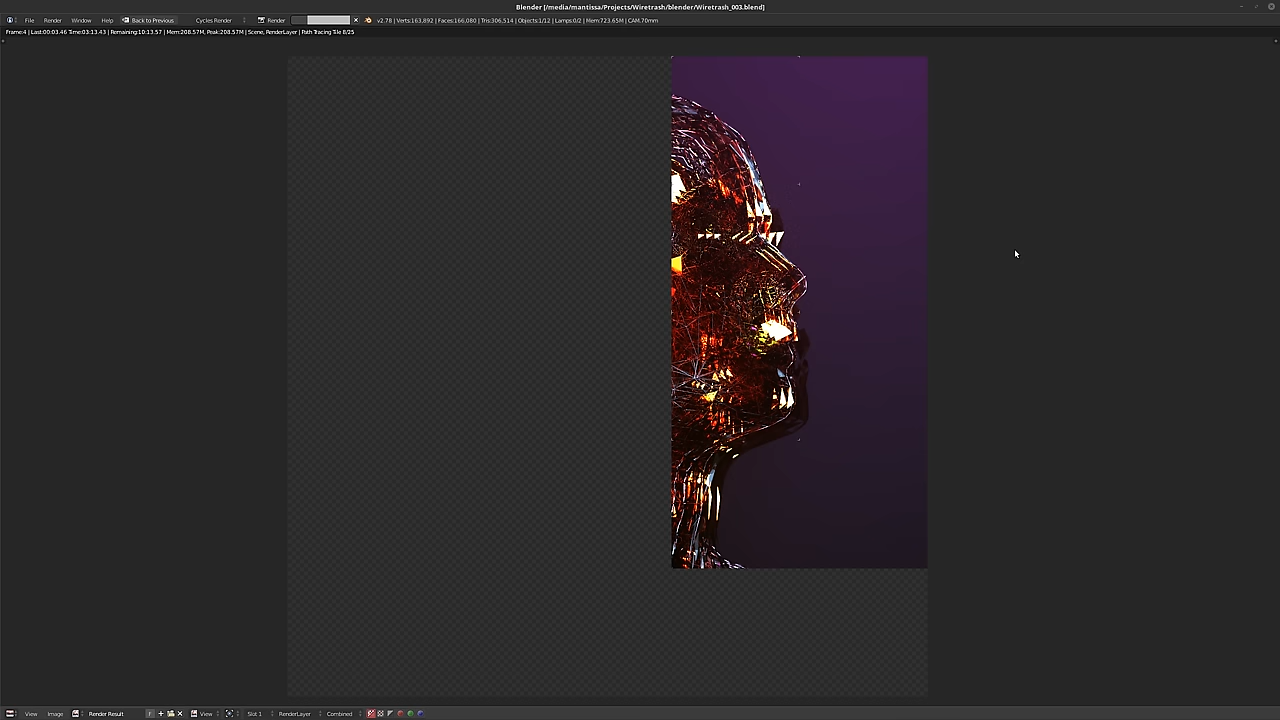 Blender [/media/mantissa/Projects/Wiretrash/blender/Wiretrash_003.blend]
File Render Window Help Back to Previous Cycles Render Render v2.78 | Verts:163,892 | Faces:166,080 | Tris:306,514 | Objects:1/12 | Lamps:0/2 | Mem:723.65M | CAM.70mm
Frame:4 | Last:00:03.46 Time:03:13.43 | Remaining:10:13.57 | Mem:208.57M, Peak:208.57M | Scene, RenderLayer | Path Tracing Tile 8/25
View Image Render Result F View Slot 1 RenderLayer Combined